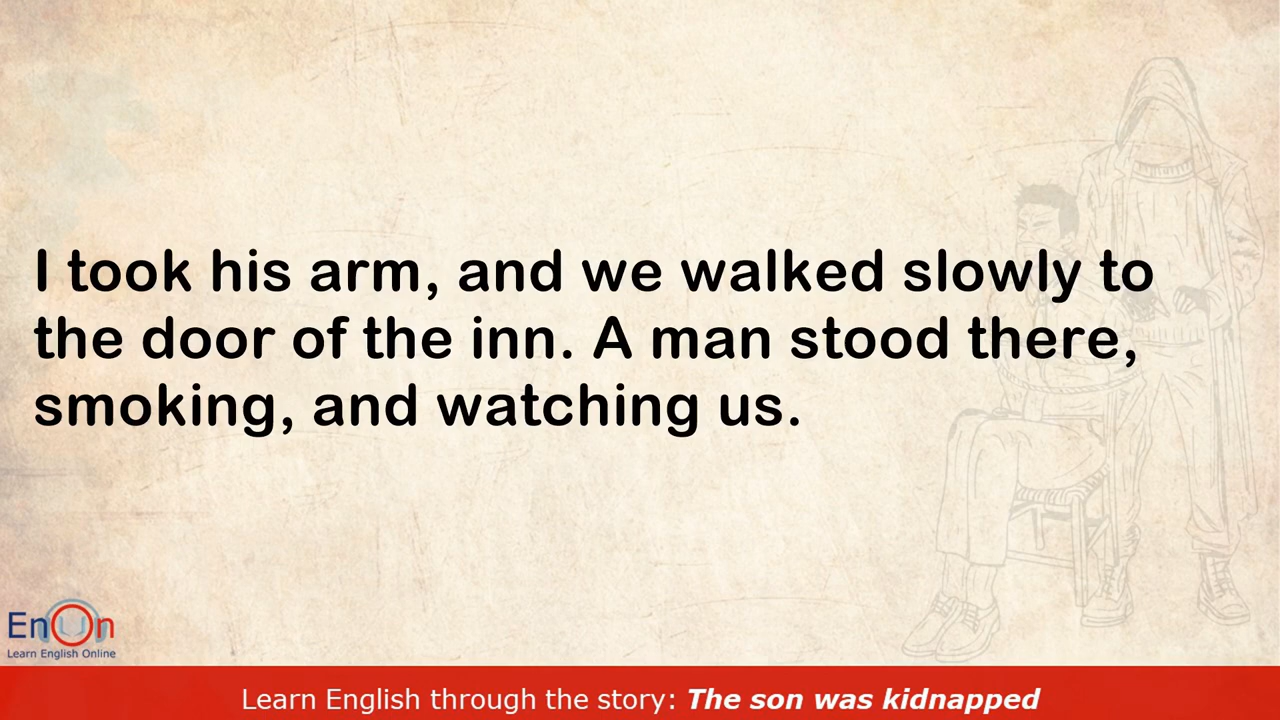 I took his arm, and we walked slowly to
the door of the inn. A man stood there,
smoking, and watching us.
EnOn
Learn English Online
Learn English through the story: The son was kidnapped